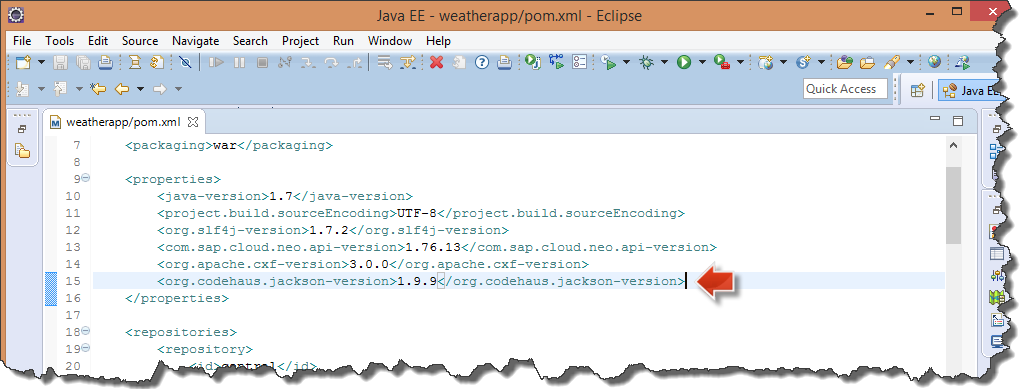 Java EE - weatherapp/pom.xml - Eclipse
File Tools Edit Source Navigate Search Project Run Window Help
Quick Access
Java EE
weatherapp/pom.xml
7 <packaging>war</packaging>
8
9 <properties>
10 <java-version>1.7</java-version>
11 <project.build.sourceEncoding>UTF-8</project.build.sourceEncoding>
12 <org.slf4j-version>1.7.2</org.slf4j-version>
13 <com.sap.cloud.neo.api-version>1.76.13</com.sap.cloud.neo.api-version>
14 <org.apache.cxf-version>3.0.0</org.apache.cxf-version>
15 <org.codehaus.jackson-version>1.9.9</org.codehaus.jackson-version>
16 </properties>
17
18 <repositories>
19 <repository>
20 <id>central</id>